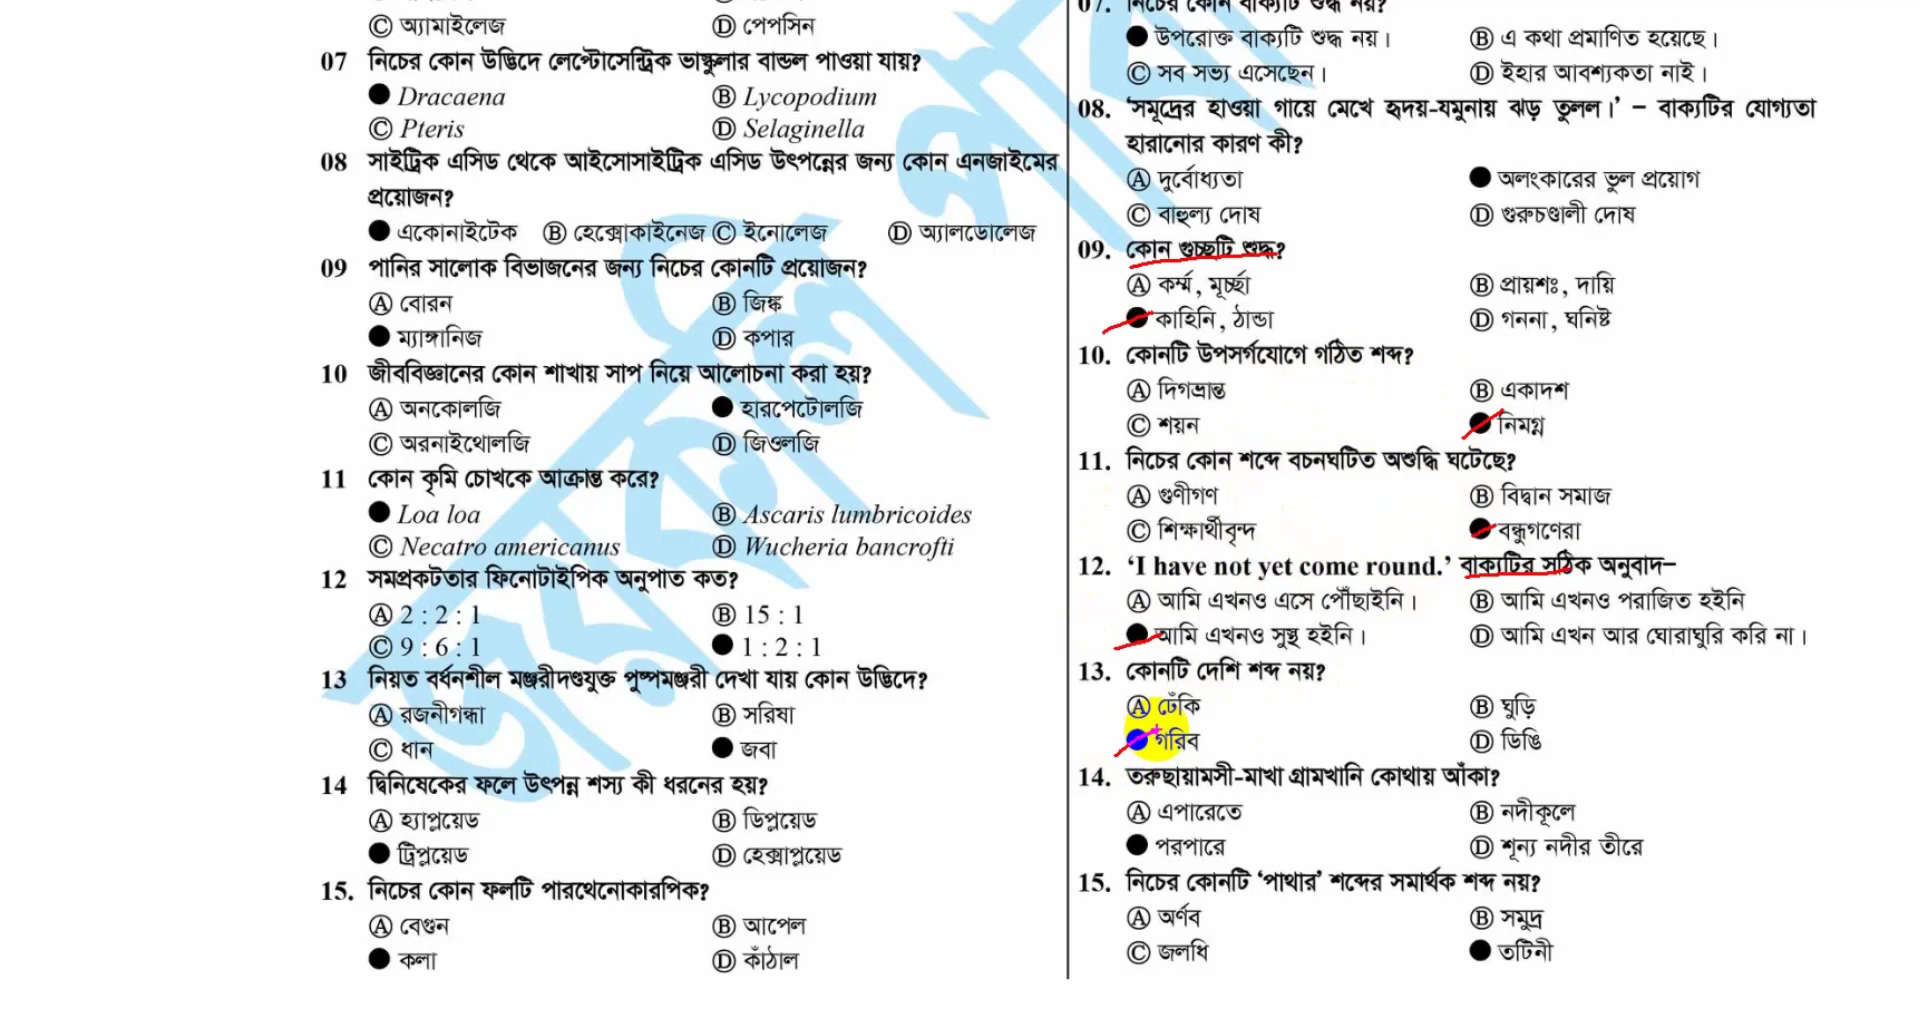 Ⓒ অ্যামাইলেজ Ⓓ পেপসিন
07 নিচের কোন উদ্ভিদে লেপ্টোসেন্ট্রিক ভাস্কুলার বান্ডল পাওয়া যায়?
● Dracaena Ⓑ Lycopodium
Ⓒ Pteris Ⓓ Selaginella
08 সাইট্রিক এসিড থেকে আইসোসাইট্রিক এসিড উৎপন্নের জন্য কোন এনজাইমের
প্রয়োজন?
● একোনাইটেক Ⓑ হেক্সোকাইনেজ Ⓒ ইনোলেজ Ⓓ অ্যালডোলেজ
09 পানির সালোক বিভাজনের জন্য নিচের কোনটি প্রয়োজন?
Ⓐ বোরন Ⓑ জিঙ্ক
● ম্যাঙ্গানিজ Ⓓ কপার
10 জীববিজ্ঞানের কোন শাখায় সাপ নিয়ে আলোচনা করা হয়?
Ⓐ অনকোলজি ● হারপেটোলজি
Ⓒ অরনাইথোলজি Ⓓ জিওলজি
11 কোন কৃমি চোখকে আক্রান্ত করে?
● Loa loa Ⓑ Ascaris lumbricoides
Ⓒ Necatro americanus Ⓓ Wucheria bancrofti
12 সমপ্রকটতার ফিনোটাইপিক অনুপাত কত?
Ⓐ 2 : 2 : 1 Ⓑ 15 : 1
Ⓒ 9 : 6 : 1 ● 1 : 2 : 1
13 নিয়ত বর্ধনশীল মঞ্জরীদণ্ডযুক্ত পুষ্পমঞ্জরী দেখা যায় কোন উদ্ভিদে?
Ⓐ রজনীগন্ধা Ⓑ সরিষা
Ⓒ ধান ● জবা
14 দ্বিনিষেকের ফলে উৎপন্ন শস্য কী ধরনের হয়?
Ⓐ হ্যাপ্লয়েড Ⓑ ডিপ্লয়েড
● ট্রিপ্লয়েড Ⓓ হেক্সাপ্লয়েড
15. নিচের কোন ফলটি পারথেনোকারপিক?
Ⓐ বেগুন Ⓑ আপেল
● কলা Ⓓ কাঁঠাল
07. নিচের কোন বাক্যটি শুদ্ধ নয়?
● উপরোক্ত বাক্যটি শুদ্ধ নয়। Ⓑ এ কথা প্রমাণিত হয়েছে।
Ⓒ সব সভ্য এসেছেন। Ⓓ ইহার আবশ্যকতা নাই।
08. ‘সমূদ্রের হাওয়া গায়ে মেখে হৃদয়-যমুনায় ঝড় তুলল।’ – বাক্যটির যোগ্যতা
হারানোর কারণ কী?
Ⓐ দুর্বোধ্যতা ● অলংকারের ভুল প্রয়োগ
Ⓒ বাহুল্য দোষ Ⓓ গুরুচণ্ডালী দোষ
09. কোন গুচ্ছটি শুদ্ধ?
Ⓐ কর্ম্ম, মূর্চ্ছা Ⓑ প্রায়শঃ, দায়ি
● কাহিনি, ঠান্ডা Ⓓ গননা, ঘনিষ্ট
10. কোনটি উপসর্গযোগে গঠিত শব্দ?
Ⓐ দিগভ্রান্ত Ⓑ একাদশ
Ⓒ শয়ন ● নিমগ্ন
11. নিচের কোন শব্দে বচনঘটিত অশুদ্ধি ঘটেছে?
Ⓐ গুণীগণ Ⓑ বিদ্বান সমাজ
Ⓒ শিক্ষার্থীবৃন্দ ● বন্ধুগণেরা
12. ‘I have not yet come round.’ বাক্যটির সঠিক অনুবাদ–
Ⓐ আমি এখনও এসে পৌঁছাইনি। Ⓑ আমি এখনও পরাজিত হইনি
● আমি এখনও সুস্থ হইনি। Ⓓ আমি এখন আর ঘোরাঘুরি করি না।
13. কোনটি দেশি শব্দ নয়?
Ⓐ ঢেঁকি Ⓑ ঘুড়ি
● গরিব Ⓓ ডিঙি
14. তরুছায়ামসী-মাখা গ্রামখানি কোথায় আঁকা?
Ⓐ এপারেতে Ⓑ নদীকূলে
● পরপারে Ⓓ শূন্য নদীর তীরে
15. নিচের কোনটি ‘পাথার’ শব্দের সমার্থক শব্দ নয়?
Ⓐ অর্ণব Ⓑ সমুদ্র
Ⓒ জলধি ● তটিনী